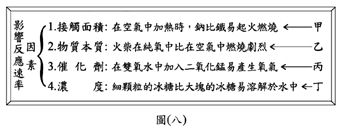 影響反應速率
因素
1.接觸面積:在空氣中加熱時,鈉比鐵易起火燃燒 甲
2.物質本質:火柴在純氧中比在空氣中燃燒劇烈 乙
3.催化劑:在雙氧水中加入二氧化錳易產生氧氣 丙
4.濃度:細顆粒的冰糖比大塊的冰糖易溶解於水中 丁
圖(八)